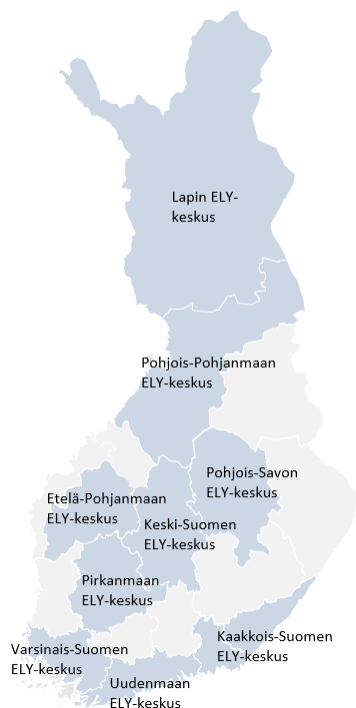 Lapin ELY-
keskus
Pohjois-Pohjanmaan
ELY-keskus
Pohjois-Savon
ELY-keskus
Etelä-Pohjanmaan
ELY-keskus
Keski-Suomen
ELY-keskus
Pirkanmaan
ELY-keskus
Kaakkois-Suomen
ELY-keskus
Varsinais-Suomen
ELY-keskus
Uudenmaan
ELY-keskus